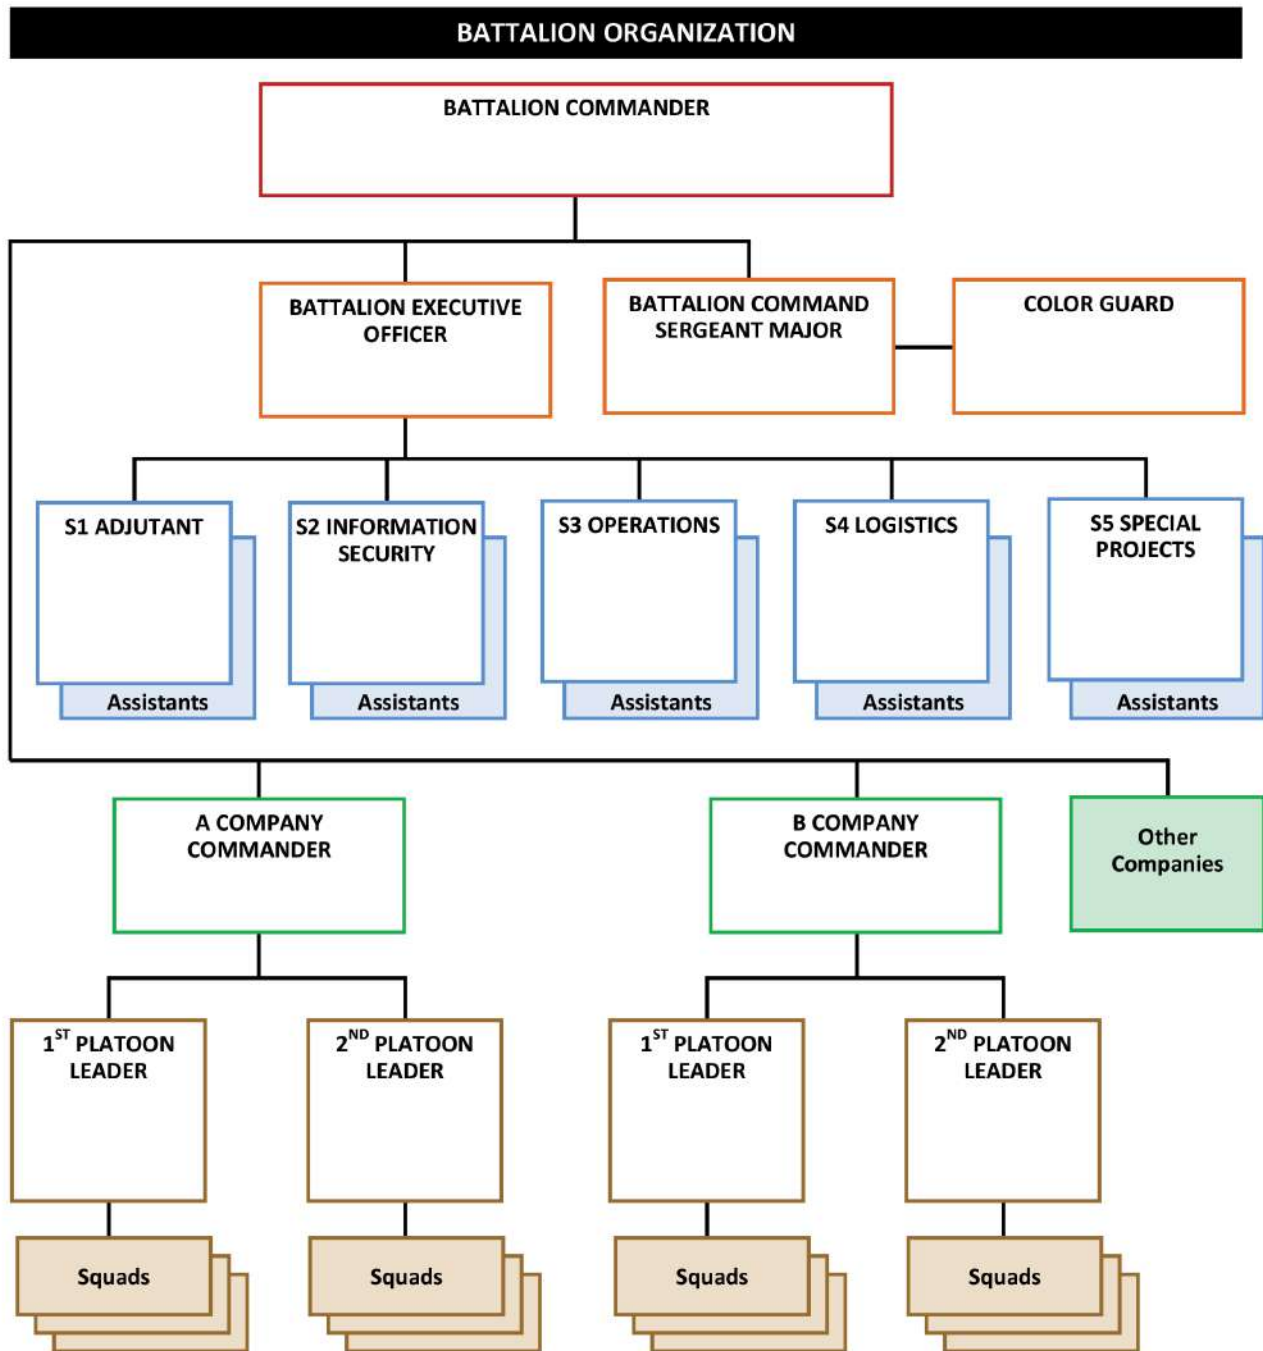 BATTALION ORGANIZATION
BATTALION COMMANDER
BATTALION EXECUTIVE
OFFICER
BATTALION COMMAND
SERGEANT MAJOR
COLOR GUARD
S1 ADJUTANT
Assistants
S2 INFORMATION
SECURITY
Assistants
S3 OPERATIONS
Assistants
S4 LOGISTICS
Assistants
S5 SPECIAL
PROJECTS
Assistants
A COMPANY
COMMANDER
B COMPANY
COMMANDER
Other
Companies
1ST PLATOON
LEADER
2ND PLATOON
LEADER
1ST PLATOON
LEADER
2ND PLATOON
LEADER
Squads
Squads
Squads
Squads